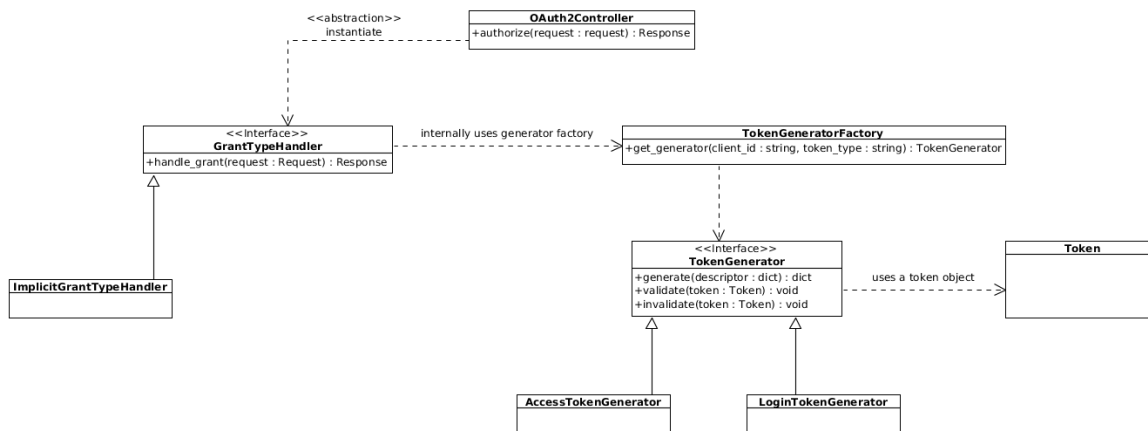 <<abstraction>>
instantiate
OAuth2Controller
+authorize(request : request) : Response
<<Interface>>
GrantTypeHandler
+handle_grant(request : Request) : Response
internally uses generator factory
TokenGeneratorFactory
+get_generator(client_id : string, token_type : string) : TokenGenerator
<<Interface>>
TokenGenerator
+generate(descriptor : dict) : dict
+validate(token : Token) : void
+invalidate(token : Token) : void
uses a token object
Token
ImplicitGrantTypeHandler
AccessTokenGenerator
LoginTokenGenerator